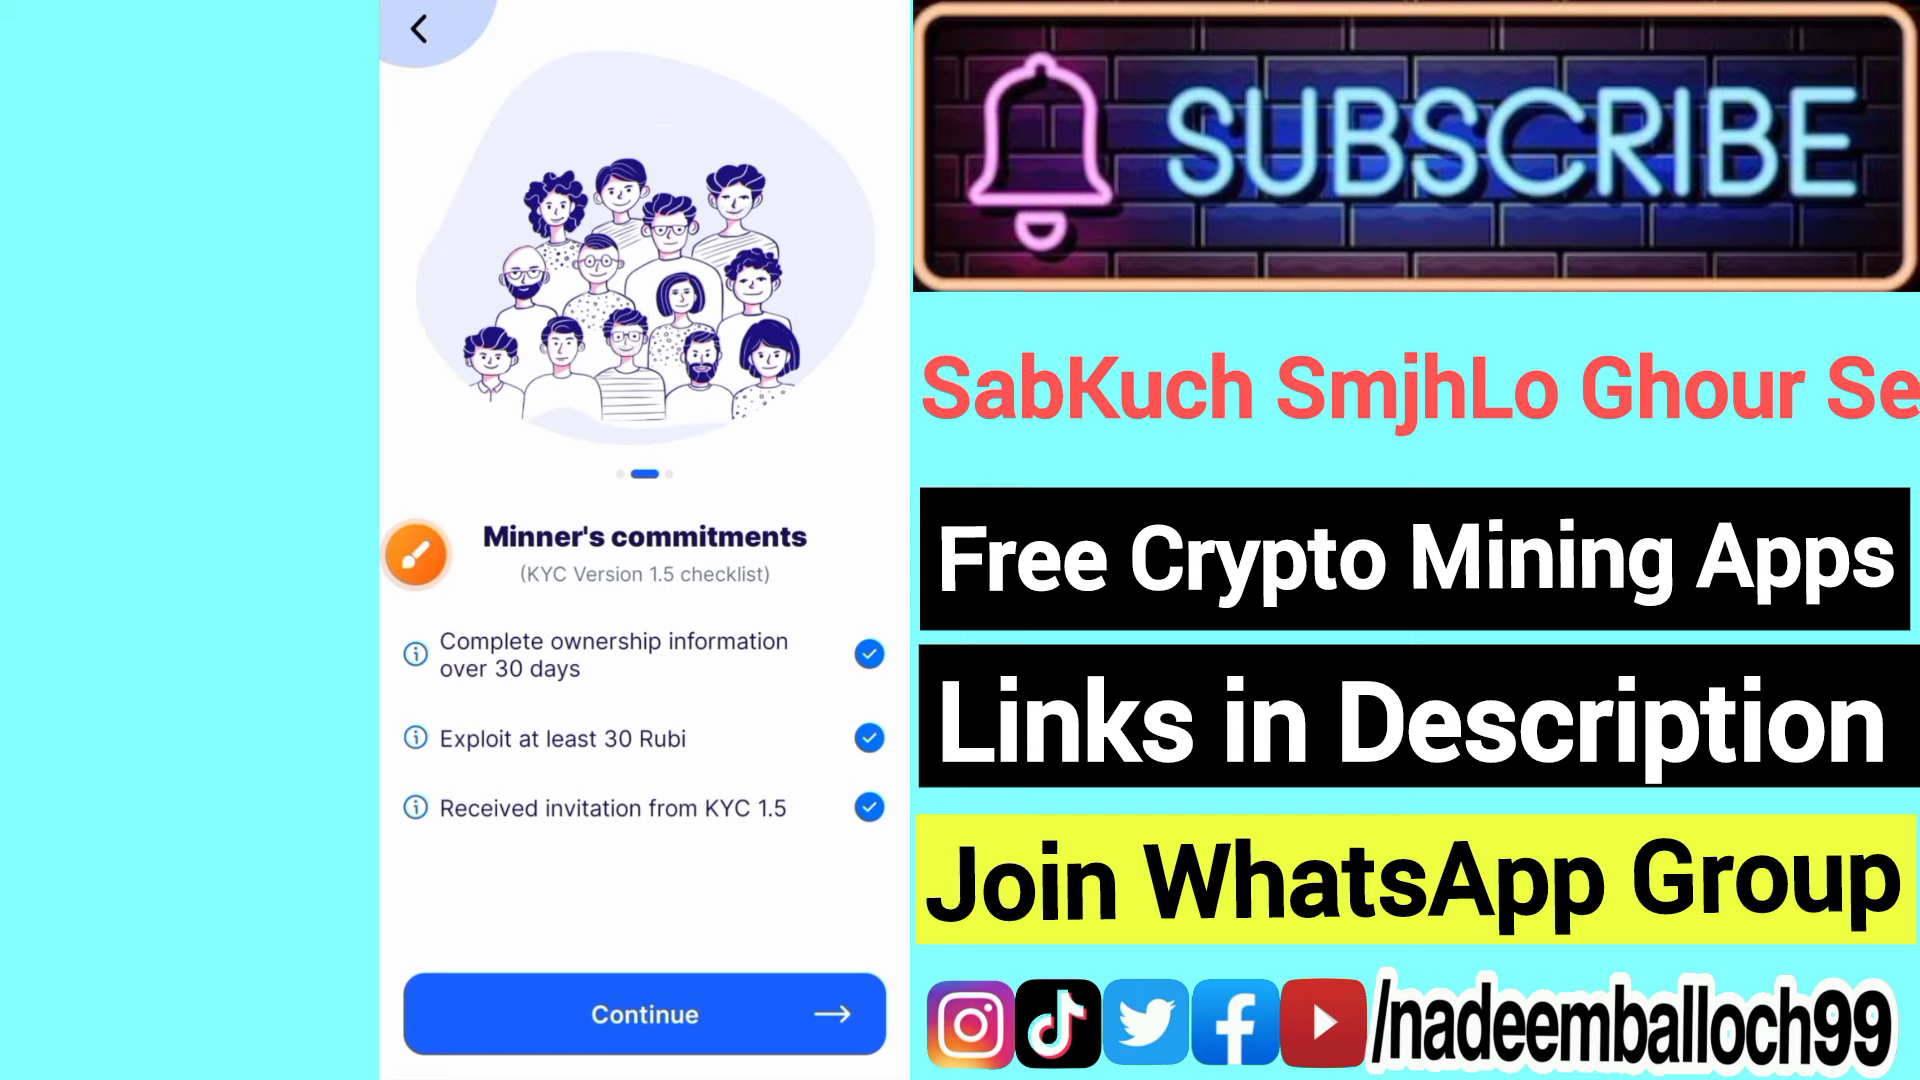 Minner's commitments
(KYC Version 1.5 checklist)
Complete ownership information
over 30 days
Exploit at least 30 Rubi
Received invitation from KYC 1.5
Continue
SUBSCRIBE
SabKuch SmjhLo Ghour Se
Free Crypto Mining Apps
Links in Description
Join WhatsApp Group
/nadeemballoch99